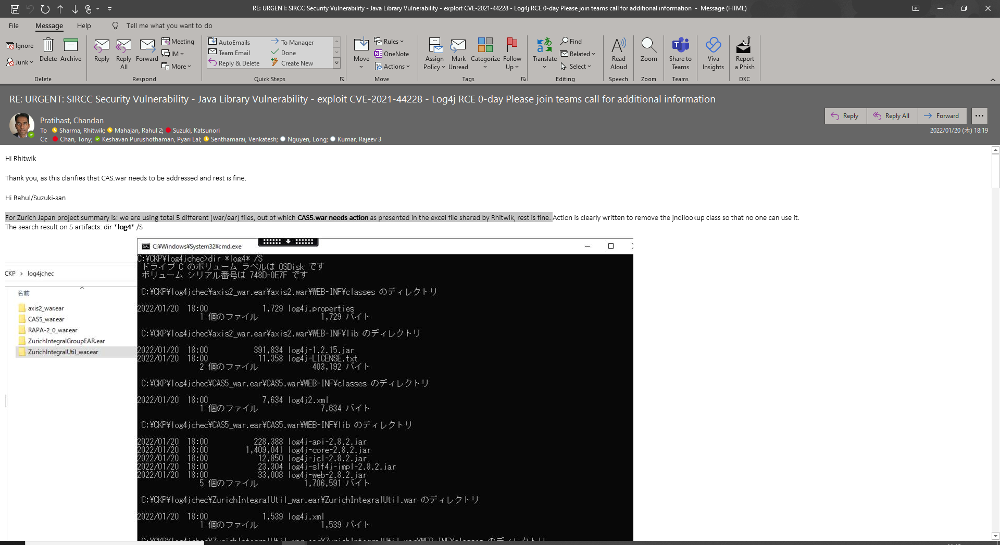 RE: URGENT: SIRCC Security Vulnerability - Java Library Vulnerability - exploit CVE-2021-44228 - Log4j RCE 0-day Please join teams call for additional information - Message (HTML)
File Message Help Tell me what you want to do
Ignore
Junk
Delete
Archive
Reply
Reply All
Forward
Meeting
IM
More
AutoEmails
Team Email
Reply & Delete
To Manager
Done
Create New
Move
Rules
OneNote
Actions
Assign Policy
Mark Unread
Categorize
Follow Up
Translate
Find
Related
Select
Read Aloud
Zoom
Share to Teams
Viva Insights
Report a Phish
Delete Respond Quick Steps Move Tags Editing Speech Zoom Teams DXC
RE: URGENT: SIRCC Security Vulnerability - Java Library Vulnerability - exploit CVE-2021-44228 - Log4j RCE 0-day Please join teams call for additional information
Pratihast, Chandan
To Sharma, Rhitwik; Mahajan, Rahul 2; Suzuki, Katsunori
Cc Chan, Tony; Keshavan Purushothaman, Pyari Lal; Senthamarai, Venkatesh; Nguyen, Long; Kumar, Rajeev 3
Reply Reply All Forward
2022/01/20 (木) 18:19
Hi Rhitwik
Thank you, as this clarifies that CAS.war needs to be addressed and rest is fine.
Hi Rahul/Suzuki-san
For Zurich Japan project summary is: we are using total 5 different (war/ear) files, out of which CAS5.war needs action as presented in the excel file shared by Rhitwik, rest is fine. Action is clearly written to remove the jndilookup class so that no one can use it.
The search result on 5 artifacts: dir *log4* /S
CKP > log4jchec
名前
axis2_war.ear
CAS5_war.ear
RAPA-2_0_war.ear
ZurichIntegralGroupEAR.ear
ZurichIntegralUtil_war.ear
C:¥Windows¥System32¥cmd.exe
C:¥CKP¥log4jchec>dir *log4* /S
ドライブ C のボリューム ラベルは OSDisk です
ボリューム シリアル番号は 748D-0E7F です
C:¥CKP¥log4jchec¥axis2_war.ear¥axis2.war¥WEB-INF¥classes のディレクトリ
2022/01/20 18:00 1,729 log4j.properties
1 個のファイル 1,729 バイト
C:¥CKP¥log4jchec¥axis2_war.ear¥axis2.war¥WEB-INF¥lib のディレクトリ
2022/01/20 18:00 391,834 log4j-1.2.15.jar
2022/01/20 18:00 11,358 log4j-LICENSE.txt
2 個のファイル 403,192 バイト
C:¥CKP¥log4jchec¥CAS5_war.ear¥CAS5.war¥WEB-INF¥classes のディレクトリ
2022/01/20 18:00 7,634 log4j2.xml
1 個のファイル 7,634 バイト
C:¥CKP¥log4jchec¥CAS5_war.ear¥CAS5.war¥WEB-INF¥lib のディレクトリ
2022/01/20 18:00 228,388 log4j-api-2.8.2.jar
2022/01/20 18:00 1,409,041 log4j-core-2.8.2.jar
2022/01/20 18:00 12,850 log4j-jcl-2.8.2.jar
2022/01/20 18:00 23,304 log4j-slf4j-impl-2.8.2.jar
2022/01/20 18:00 33,008 log4j-web-2.8.2.jar
5 個のファイル 1,706,591 バイト
C:¥CKP¥log4jchec¥ZurichIntegralUtil_war.ear¥ZurichIntegralUtil.war のディレクトリ
2022/01/20 18:00 1,539 log4j.xml
1 個のファイル 1,539 バイト